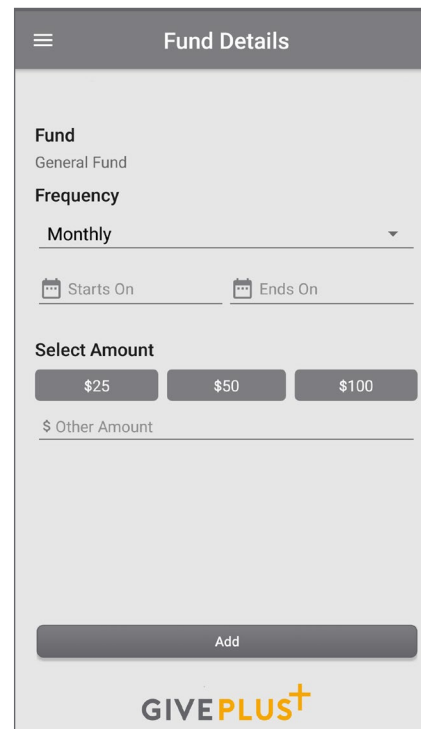 Fund Details
Fund
General Fund
Frequency
Monthly
Starts On Ends On
Select Amount
$25 $50 $100
$ Other Amount
Add
GIVEPLUS+